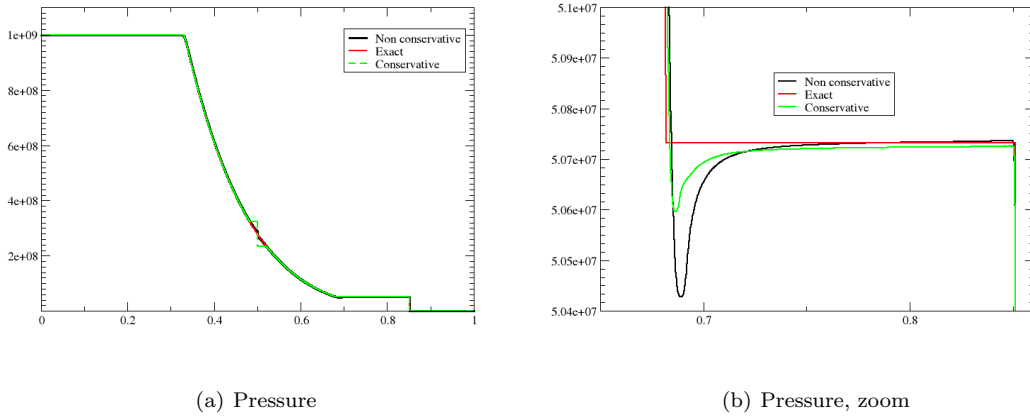 1e+09
8e+08
6e+08
4e+08
2e+08
0
0.2
0.4
0.6
0.8
1
Non conservative
Exact
Conservative
(a) Pressure
5.1e+07
5.09e+07
5.08e+07
5.07e+07
5.06e+07
5.05e+07
5.04e+07
0.7
0.8
Non conservative
Exact
Conservative
(b) Pressure, zoom